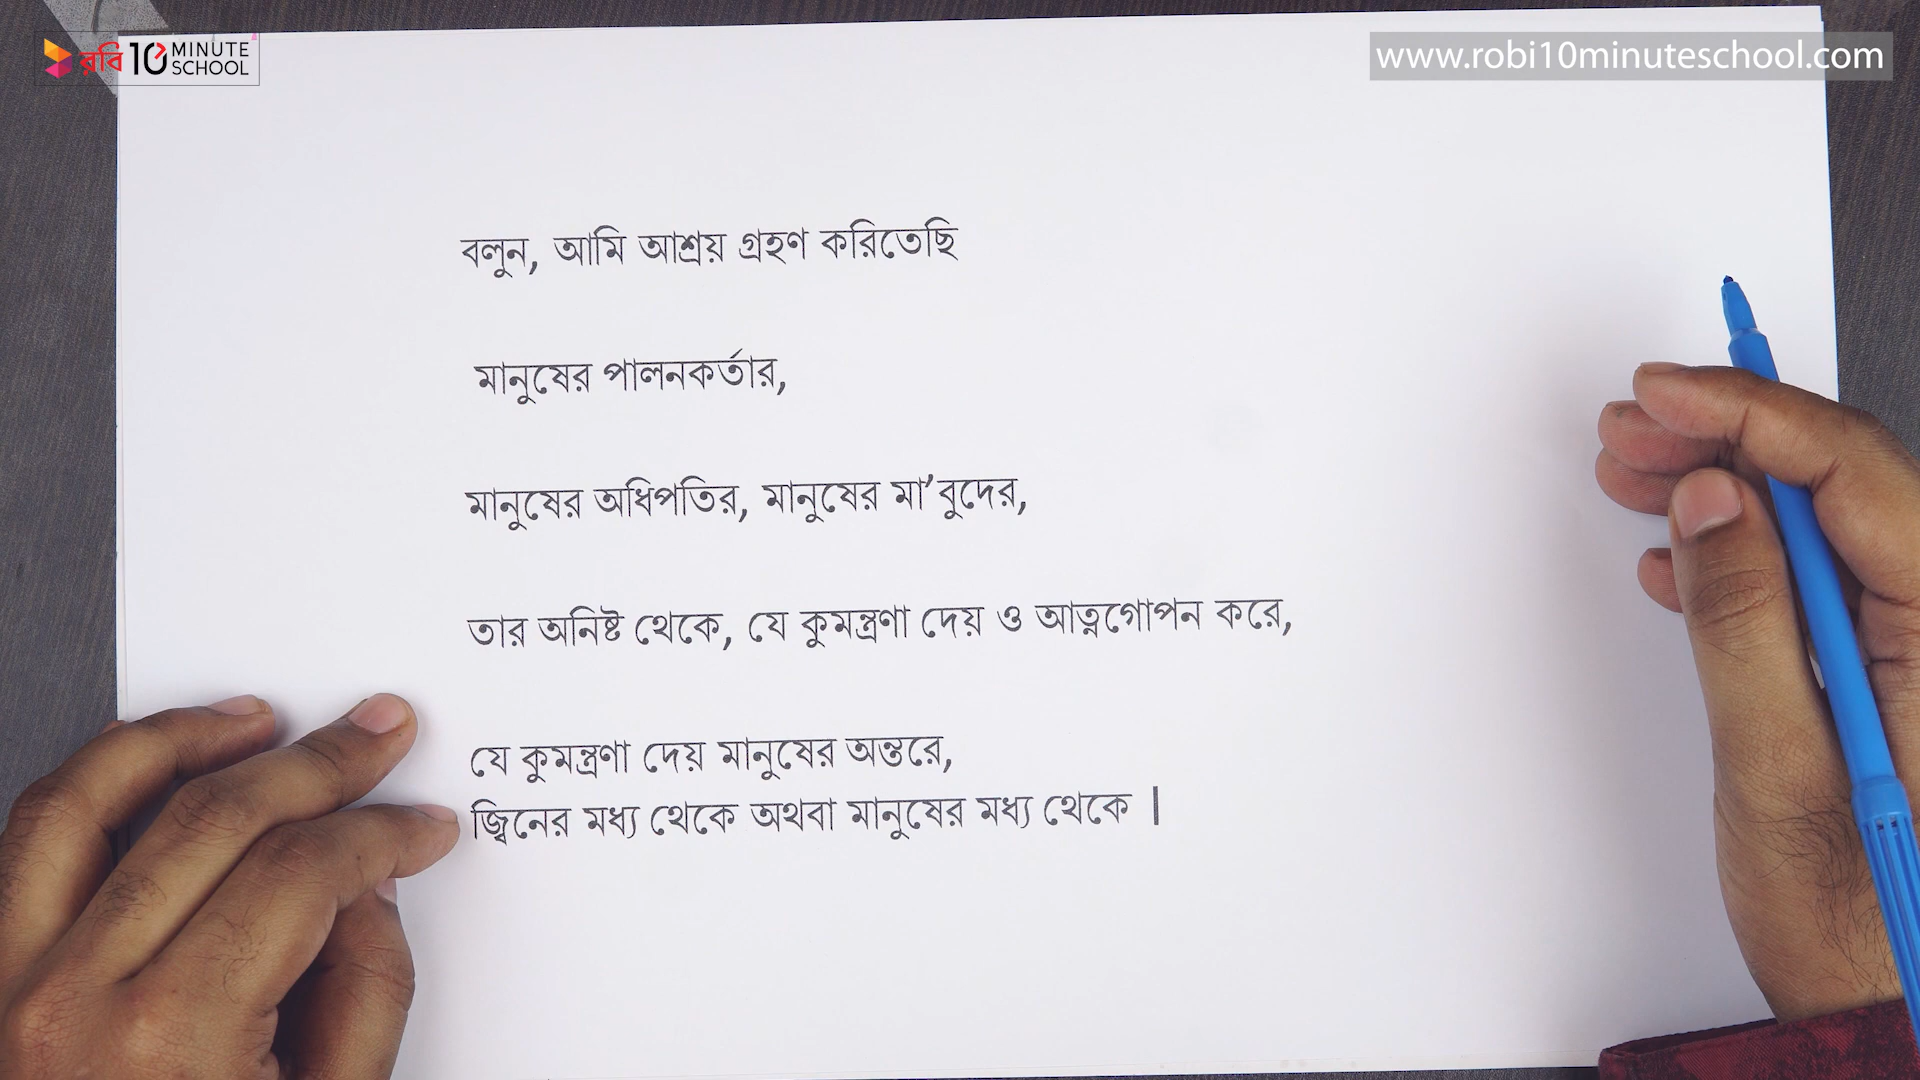 রবি 10 MINUTE SCHOOL
www.robi10minuteschool.com
বলুন, আমি আশ্রয় গ্রহণ করিতেছি
মানুষের পালনকর্তার,
মানুষের অধিপতির, মানুষের মা’বুদের,
তার অনিষ্ট থেকে, যে কুমন্ত্রণা দেয় ও আত্নগোপন করে,
যে কুমন্ত্রণা দেয় মানুষের অন্তরে,
জ্বিনের মধ্য থেকে অথবা মানুষের মধ্য থেকে ।